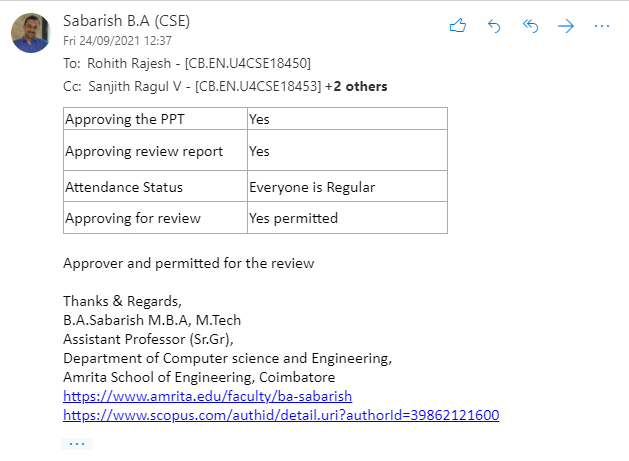 Sabarish B.A (CSE)
Fri 24/09/2021 12:37
To: Rohith Rajesh - [CB.EN.U4CSE18450]
Cc: Sanjith Ragul V - [CB.EN.U4CSE18453] +2 others
Approving the PPT Yes
Approving review report Yes
Attendance Status Everyone is Regular
Approving for review Yes permitted
Approver and permitted for the review
Thanks & Regards,
B.A.Sabarish M.B.A, M.Tech
Assistant Professor (Sr.Gr),
Department of Computer science and Engineering,
Amrita School of Engineering, Coimbatore
https://www.amrita.edu/faculty/ba-sabarish
https://www.scopus.com/authid/detail.uri?authorId=39862121600